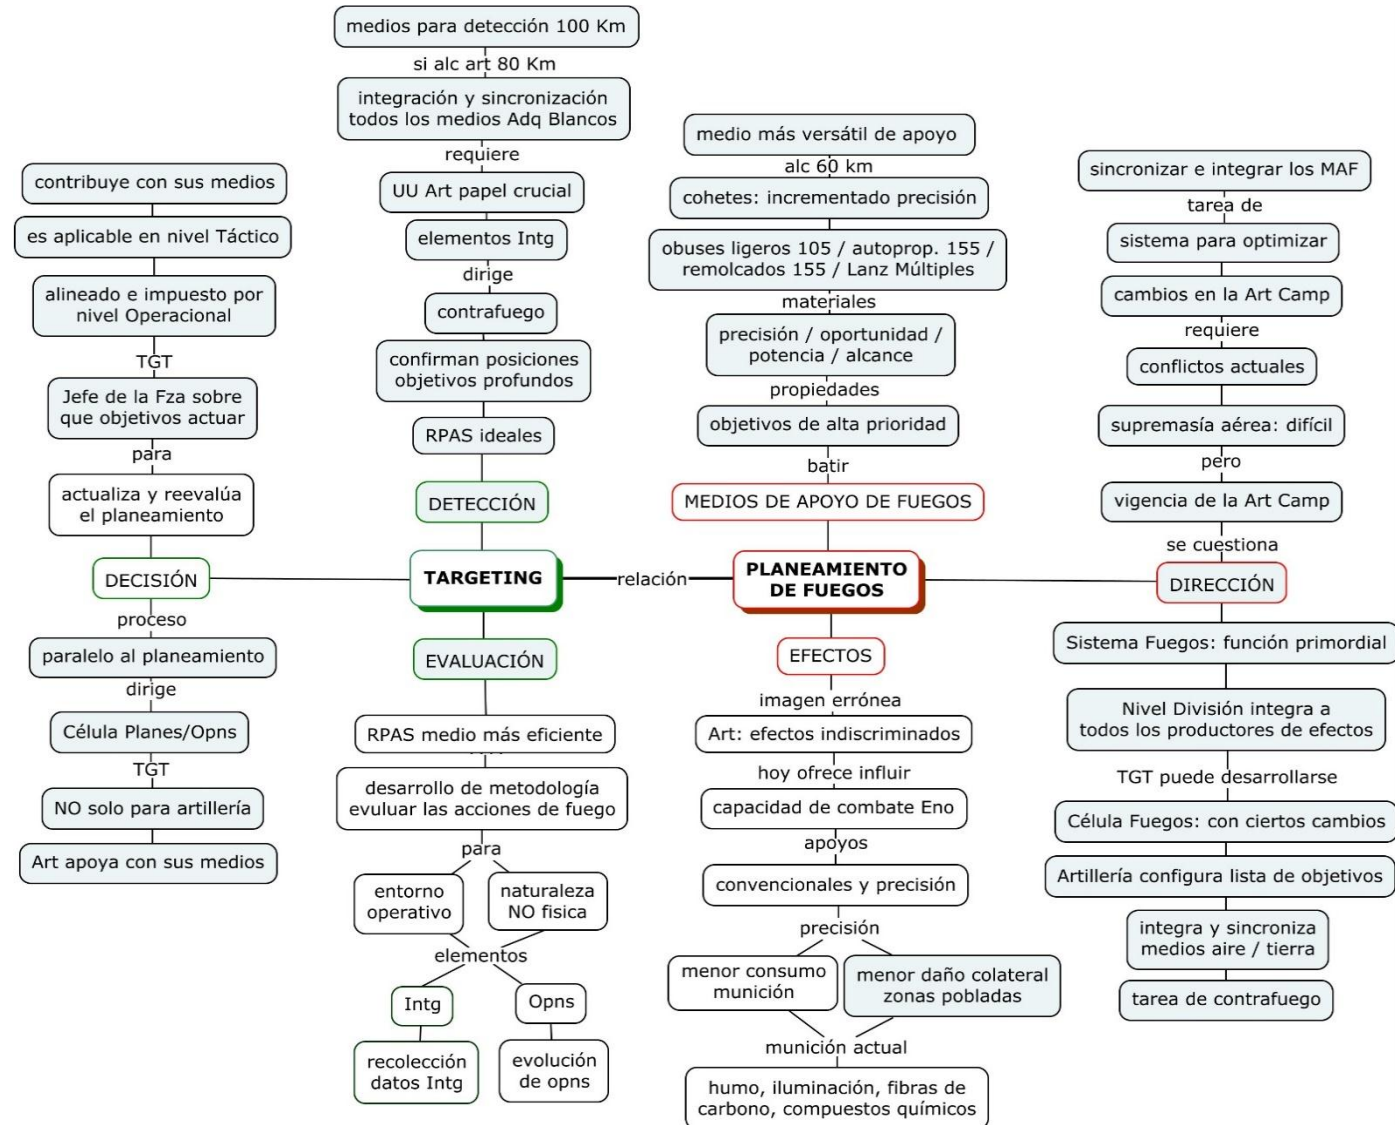 medios para detección 100 Km
si alc art 80 Km
integración y sincronización
todos los medios Adq Blancos
requiere
UU Art papel crucial
elementos Intg
dirige
contrafuego
confirman posiciones
objetivos profundos
RPAS ideales
DETECCIÓN
contribuye con sus medios
es aplicable en nivel Táctico
alineado e impuesto por
nivel Operacional
TGT
Jefe de la Fza sobre
que objetivos actuar
para
actualiza y reevalúa
el planeamiento
DECISIÓN
proceso
paralelo al planeamiento
dirige
Célula Planes/Opns
TGT
NO solo para artillería
Art apoya con sus medios
TARGETING
relación
PLANEAMIENTO
DE FUEGOS
EVALUACIÓN
RPAS medio más eficiente
desarrollo de metodología
evuluar las acciones de fuego
para
entorno
operativo
naturaleza
NO fisica
elementos
Intg
Opns
recolección
datos Intg
evolución
de opns
medio más versátil de apoyo
alc 60 km
cohetes: incrementado precisión
obuses ligeros 105 / autoprop. 155 /
remolcados 155 / Lanz Múltiples
materiales
precisión / oportunidad /
potencia / alcance
propiedades
objetivos de alta prioridad
batir
MEDIOS DE APOYO DE FUEGOS
EFECTOS
imagen errónea
Art: efectos indiscriminados
hoy ofrece influir
capacidad de combate Eno
apoyos
convencionales y precisión
precisión
menor consumo
munición
menor daño colateral
zonas pobladas
munición actual
humo, iluminación, fibras de
carbono, compuestos químicos
sincronizar e integrar los MAF
tarea de
sistema para optimizar
cambios en la Art Camp
requiere
conflictos actuales
supremasía aérea: difícil
pero
vigencia de la Art Camp
se cuestiona
DIRECCIÓN
Sistema Fuegos: función primordial
Nivel División integra a
todos los productores de efectos
TGT puede desarrollarse
Célula Fuegos: con ciertos cambios
Artillería configura lista de objetivos
integra y sincroniza
medios aire / tierra
tarea de contrafuego